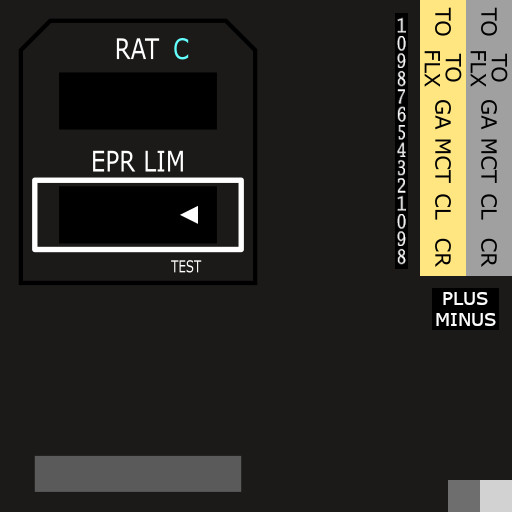 RAT C
EPR LIM
TEST
1
0
9
8
7
6
5
4
3
2
1
0
9
8
TO
TO
FLX
GA
MCT
CL
CR
TO
TO
FLX
GA
MCT
CL
CR
PLUS
MINUS